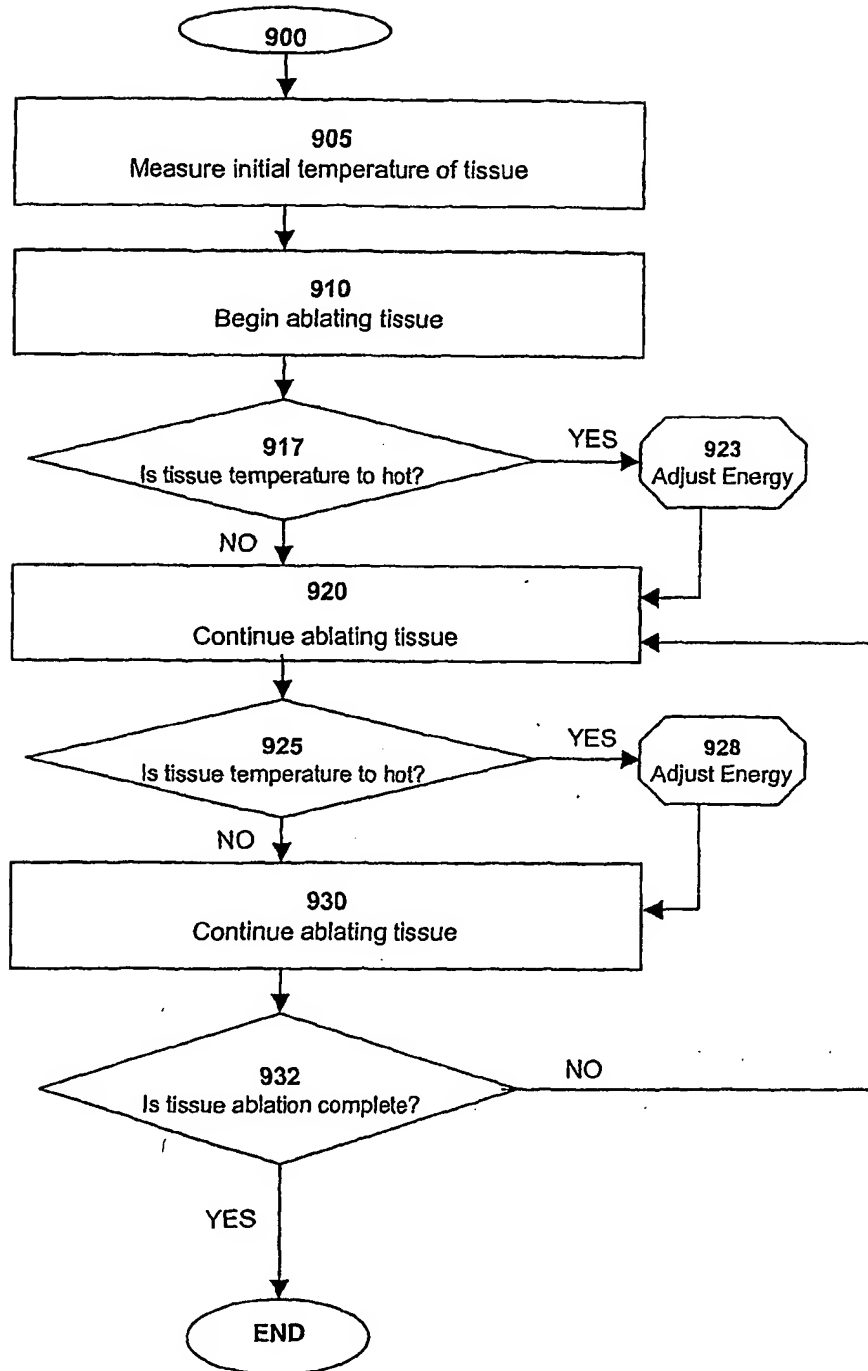 900
905
Measure initial temperature of tissue
910
Begin ablating tissue
917
Is tissue temperature to hot?
YES
923
Adjust Energy
NO
920
Continue ablating tissue
925
Is tissue temperature to hot?
YES
928
Adjust Energy
NO
930
Continue ablating tissue
932
Is tissue ablation complete?
NO
YES
END